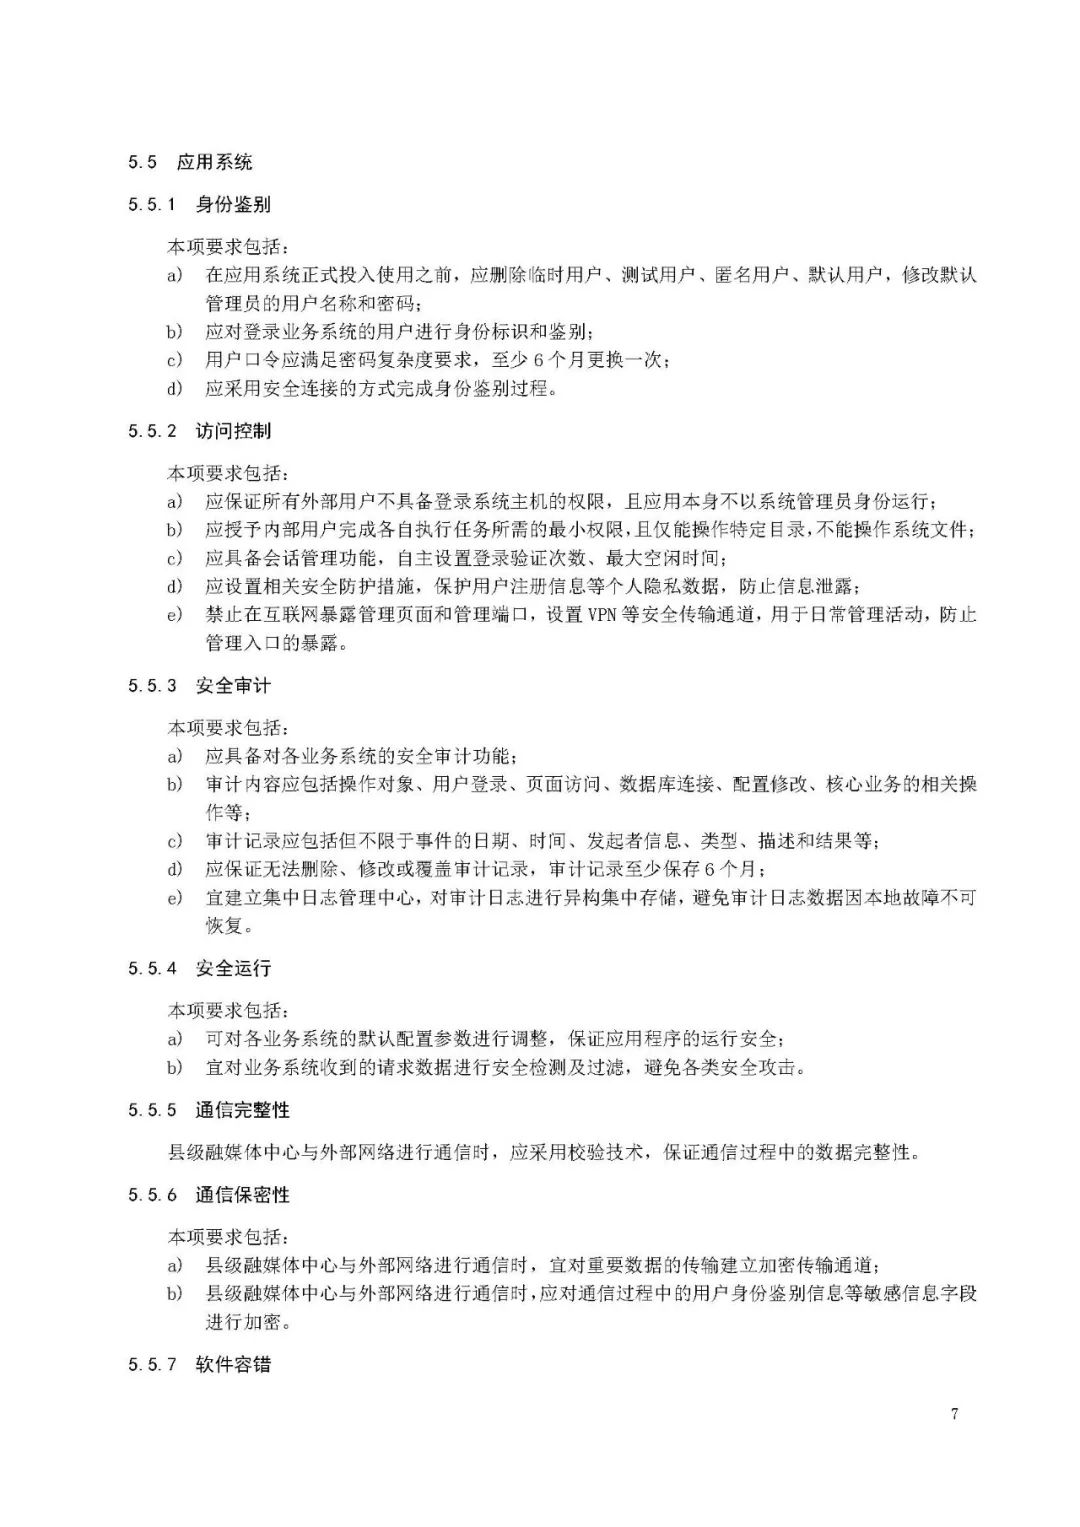 5.5 应用系统
5.5.1 身份鉴别
本项要求包括：
a) 在应用系统正式投入使用之前，应删除临时用户、测试用户、匿名用户、默认用户，修改默认
管理员的用户名称和密码；
b) 应对登录业务系统的用户进行身份标识和鉴别；
c) 用户口令应满足密码复杂度要求，至少 6 个月更换一次；
d) 应采用安全连接的方式完成身份鉴别过程。
5.5.2 访问控制
本项要求包括：
a) 应保证所有外部用户不具备登录系统主机的权限，且应用本身不以系统管理员身份运行；
b) 应授予内部用户完成各自执行任务所需的最小权限，且仅能操作特定目录，不能操作系统文件；
c) 应具备会话管理功能，自主设置登录验证次数、最大空闲时间；
d) 应设置相关安全防护措施，保护用户注册信息等个人隐私数据，防止信息泄露；
e) 禁止在互联网暴露管理页面和管理端口，设置 VPN 等安全传输通道，用于日常管理活动，防止
管理入口的暴露。
5.5.3 安全审计
本项要求包括：
a) 应具备对各业务系统的安全审计功能；
b) 审计内容应包括操作对象、用户登录、页面访问、数据库连接、配置修改、核心业务的相关操
作等；
c) 审计记录应包括但不限于事件的日期、时间、发起者信息、类型、描述和结果等；
d) 应保证无法删除、修改或覆盖审计记录，审计记录至少保存 6 个月；
e) 宜建立集中日志管理中心，对审计日志进行异构集中存储，避免审计日志数据因本地故障不可
恢复。
5.5.4 安全运行
本项要求包括：
a) 可对各业务系统的默认配置参数进行调整，保证应用程序的运行安全；
b) 宜对业务系统收到的请求数据进行安全检测及过滤，避免各类安全攻击。
5.5.5 通信完整性
县级融媒体中心与外部网络进行通信时，应采用校验技术，保证通信过程中的数据完整性。
5.5.6 通信保密性
本项要求包括：
a) 县级融媒体中心与外部网络进行通信时，宜对重要数据的传输建立加密传输通道；
b) 县级融媒体中心与外部网络进行通信时，应对通信过程中的用户身份鉴别信息等敏感信息字段
进行加密。
5.5.7 软件容错
7